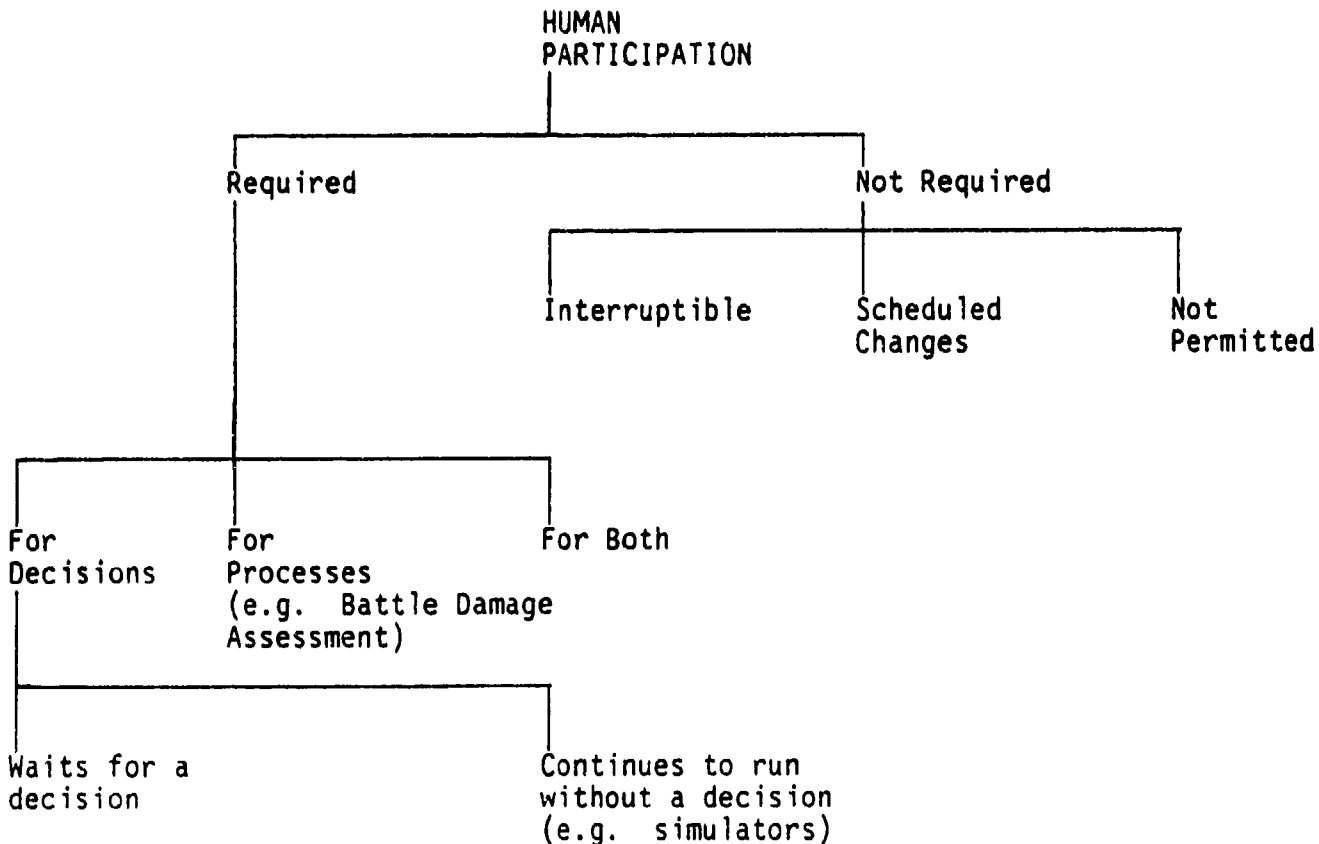 HUMAN
PARTICIPATION
Required
Not Required
Interruptible
Scheduled
Changes
Not
Permitted
For
Decisions
For
Processes
(e.g. Battle Damage
Assessment)
For Both
Waits for a
decision
Continues to run
without a decision
(e.g. simulators)